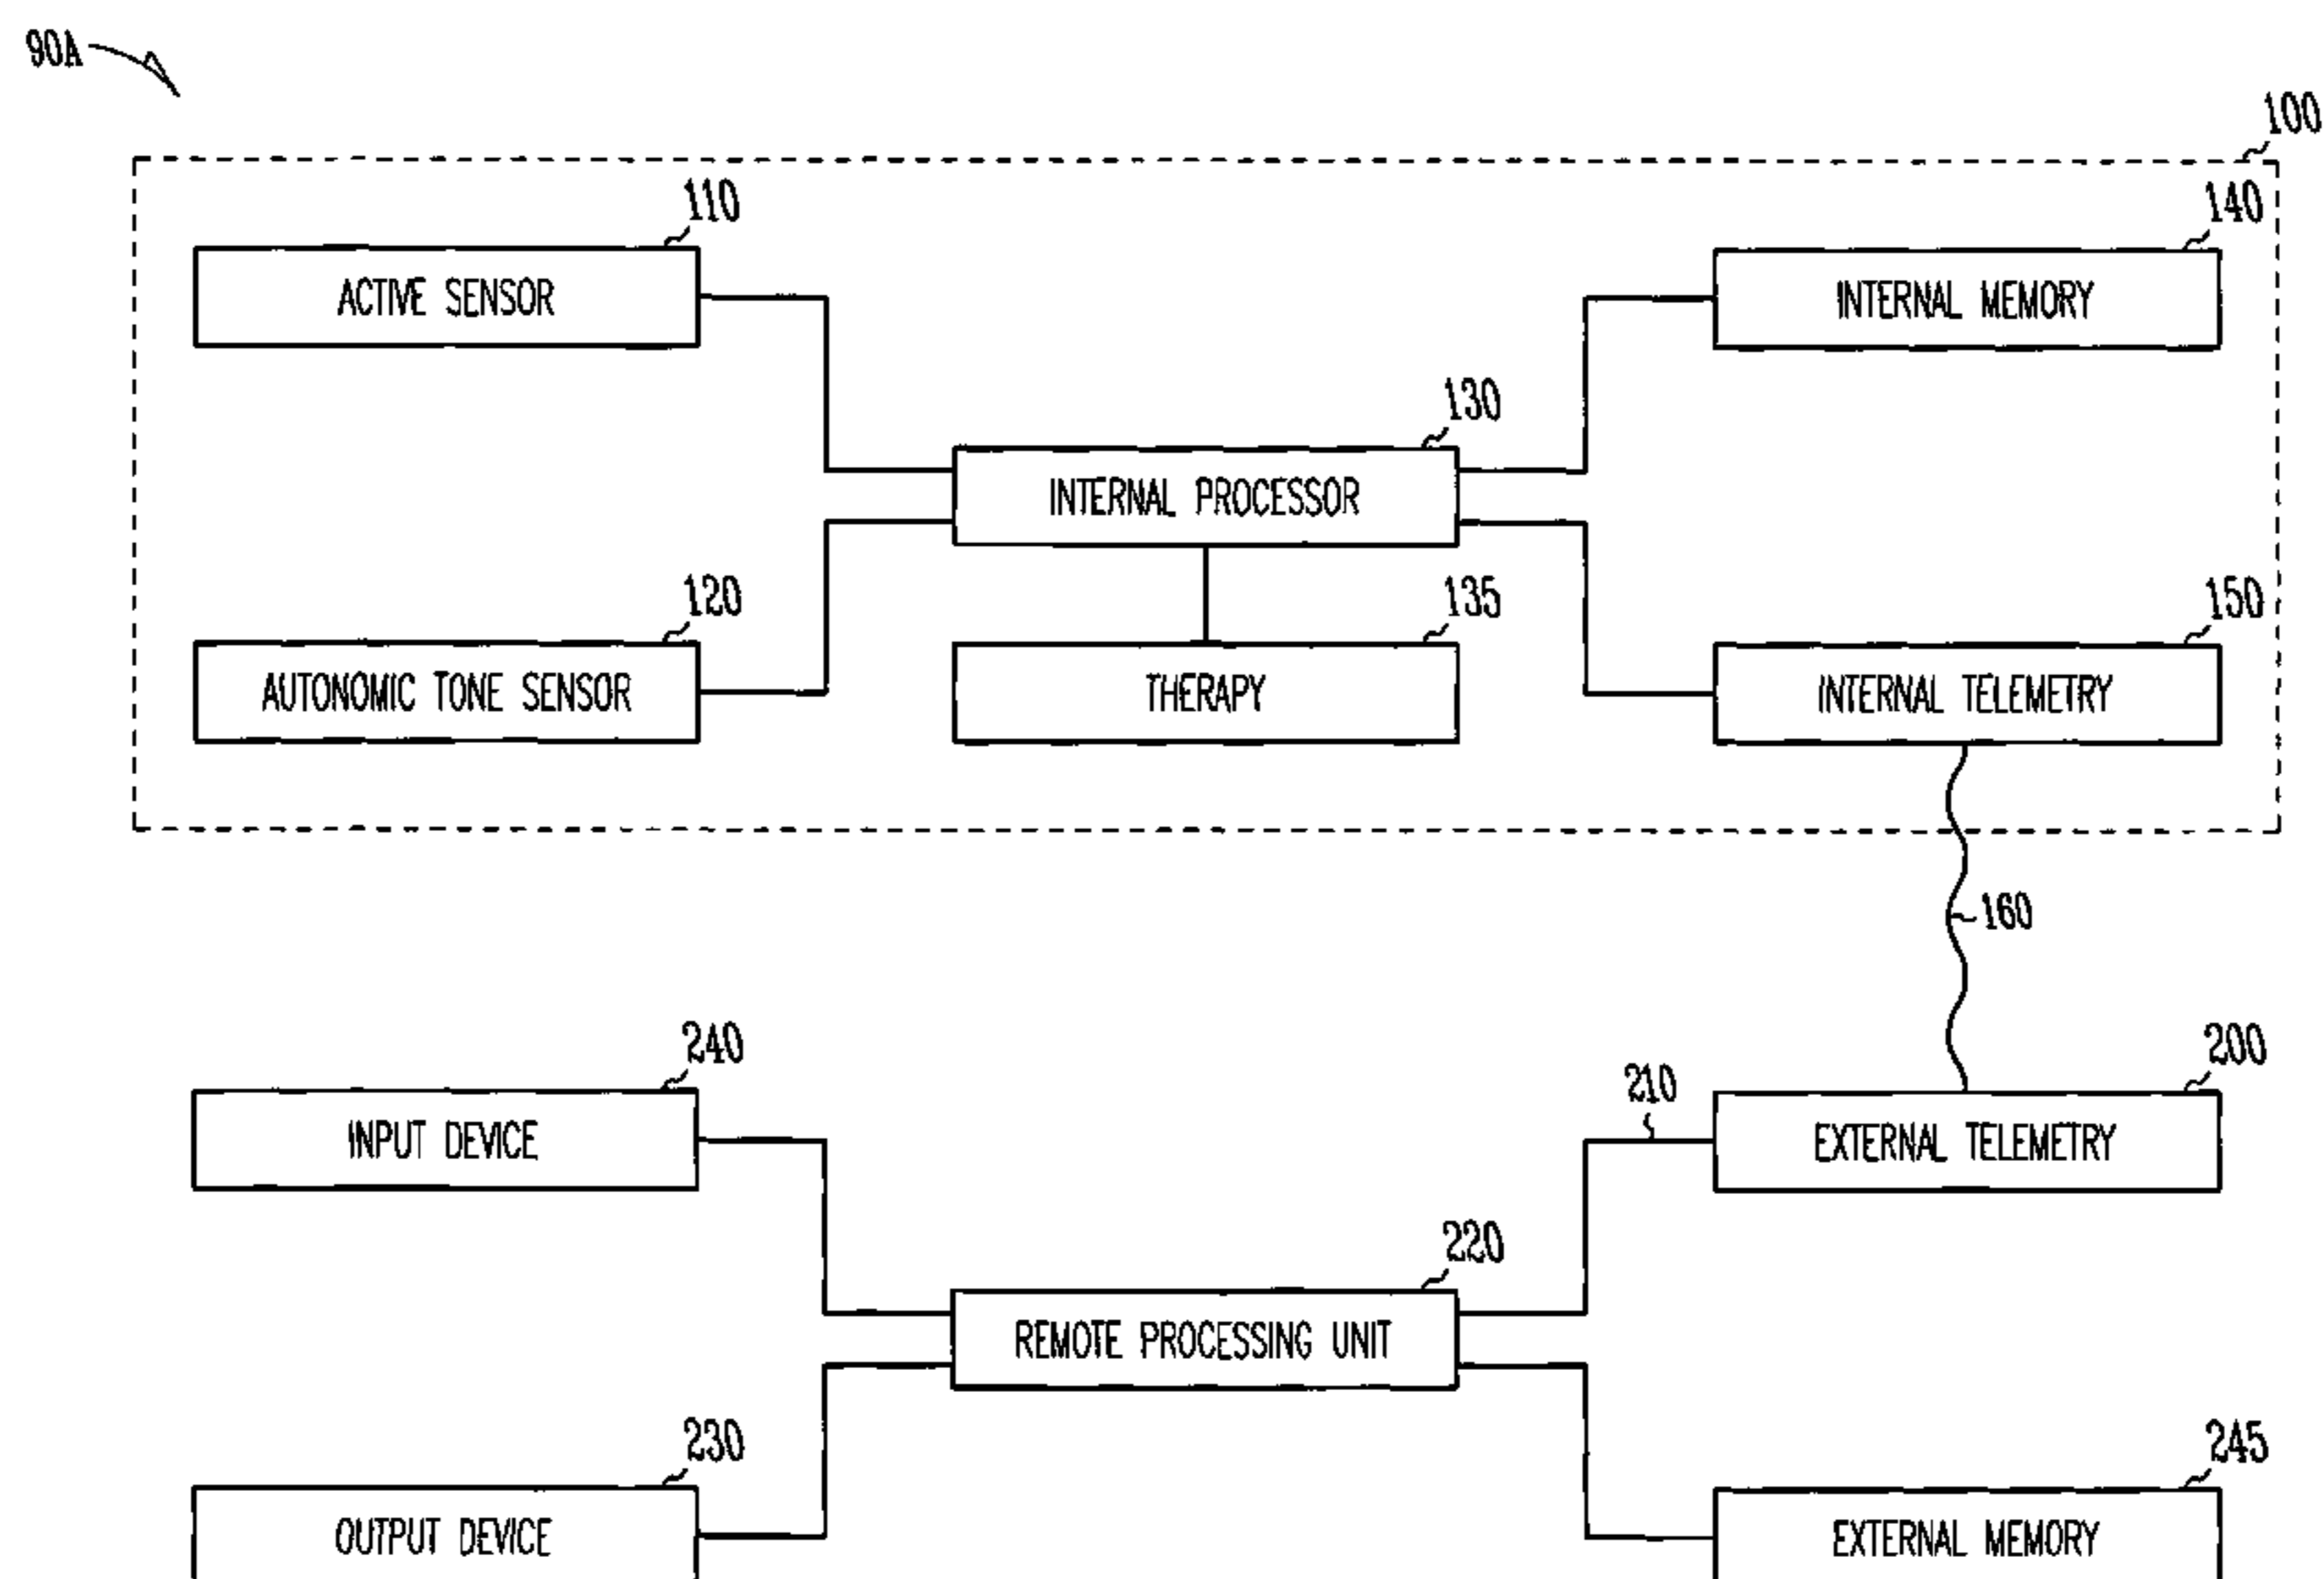 90A
100
110
140
ACTIVE SENSOR
INTERNAL MEMORY
130
INTERNAL PROCESSOR
120
135
150
AUTONOMIC TONE SENSOR
THERAPY
INTERNAL TELEMETRY
160
240
200
210
INPUT DEVICE
EXTERNAL TELEMETRY
220
REMOTE PROCESSING UNIT
230
245
OUTPUT DEVICE
EXTERNAL MEMORY